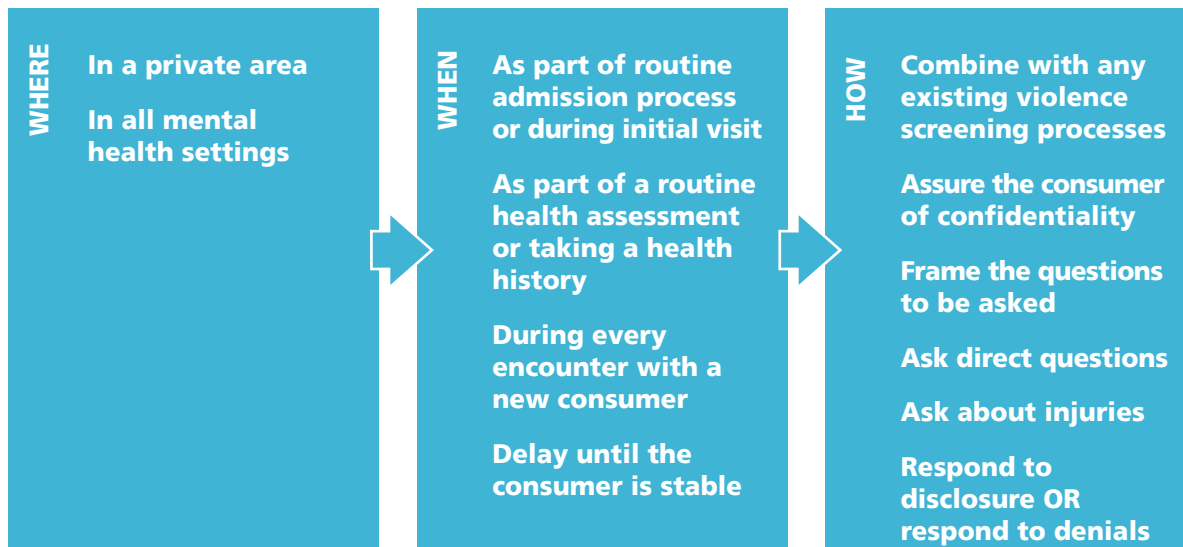 WHERE
In a private area
In all mental
health settings
WHEN
As part of routine
admission process
or during initial visit
As part of a routine
health assessment
or taking a health
history
During every
encounter with a
new consumer
Delay until the
consumer is stable
HOW
Combine with any
existing violence
screening processes
Assure the consumer
of confidentiality
Frame the questions
to be asked
Ask direct questions
Ask about injuries
Respond to
disclosure OR
respond to denials